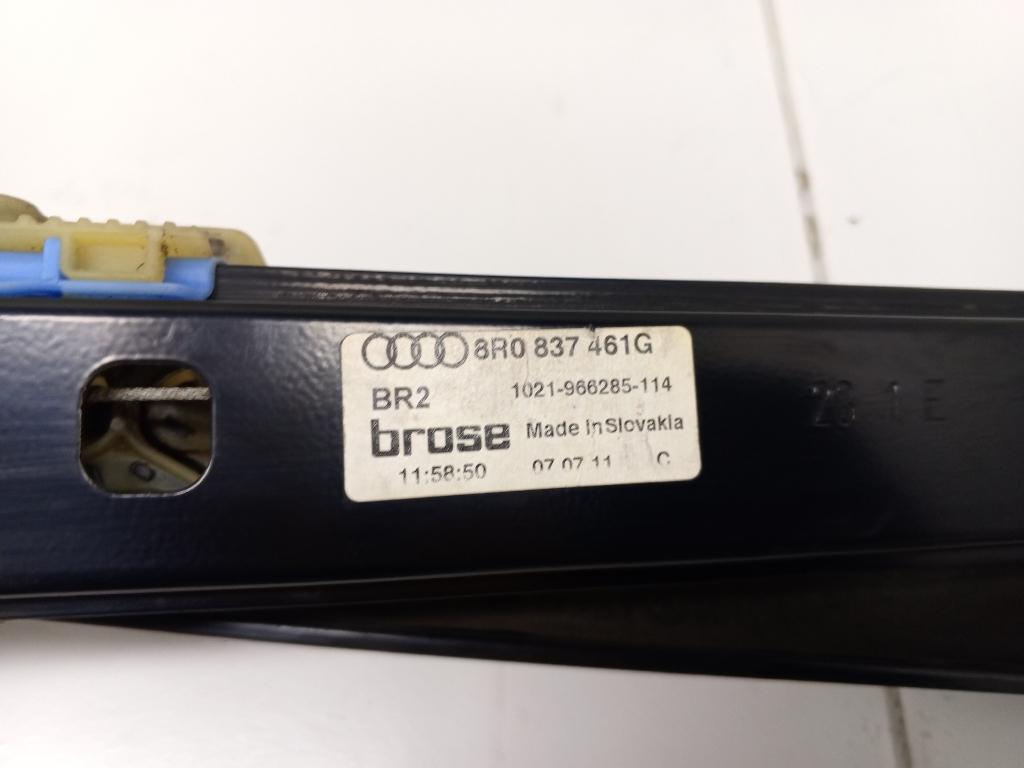 8R0 837 461G
BR2 1021-966285-114
brose Made in Slovakia
11:58:50 07.07.11 C